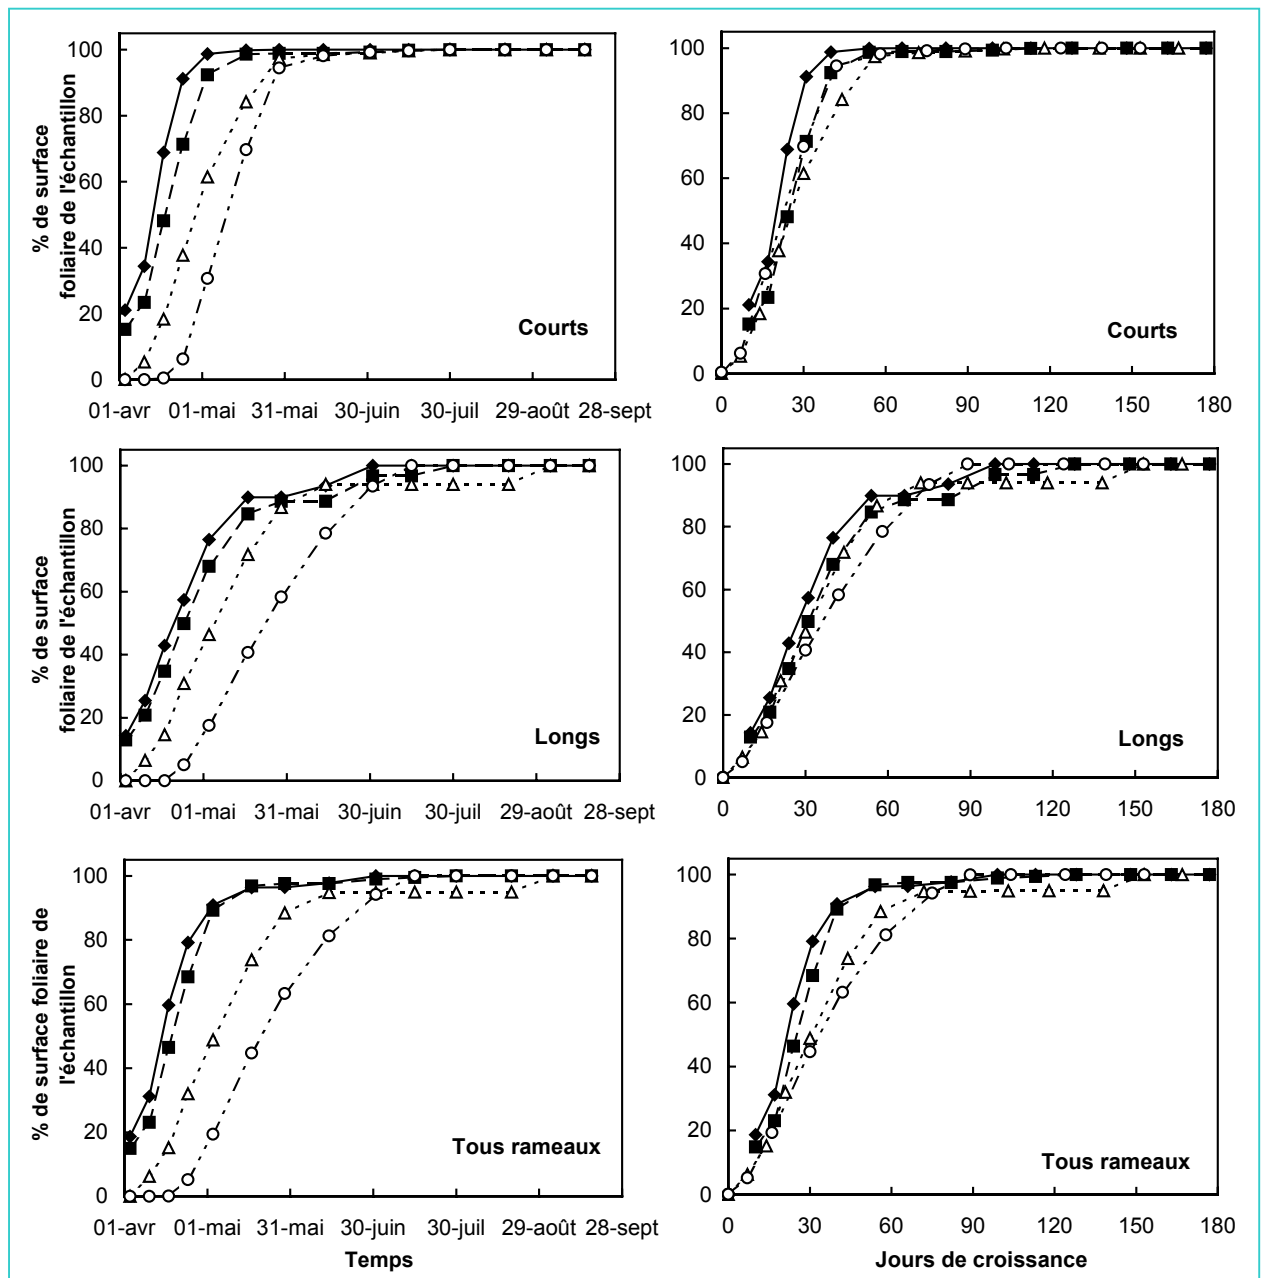 % de surface
foliaire de l'échantillon
100
80
60
40
20
0
Courts
01-avr 01-mai 31-mai 30-juin 30-juil 29-août 28-sept
100
80
60
40
20
0
Courts
0 30 60 90 120 150 180
% de surface
foliaire de l'échantillon
100
80
60
40
20
0
Longs
01-avr 01-mai 31-mai 30-juin 30-juil 29-août 28-sept
100
80
60
40
20
0
Longs
0 30 60 90 120 150 180
% de surface foliaire de
l'échantillon
100
80
60
40
20
0
Tous rameaux
01-avr 01-mai 31-mai 30-juin 30-juil 29-août 28-sept
Temps
100
80
60
40
20
0
Tous rameaux
0 30 60 90 120 150 180
Jours de croissance